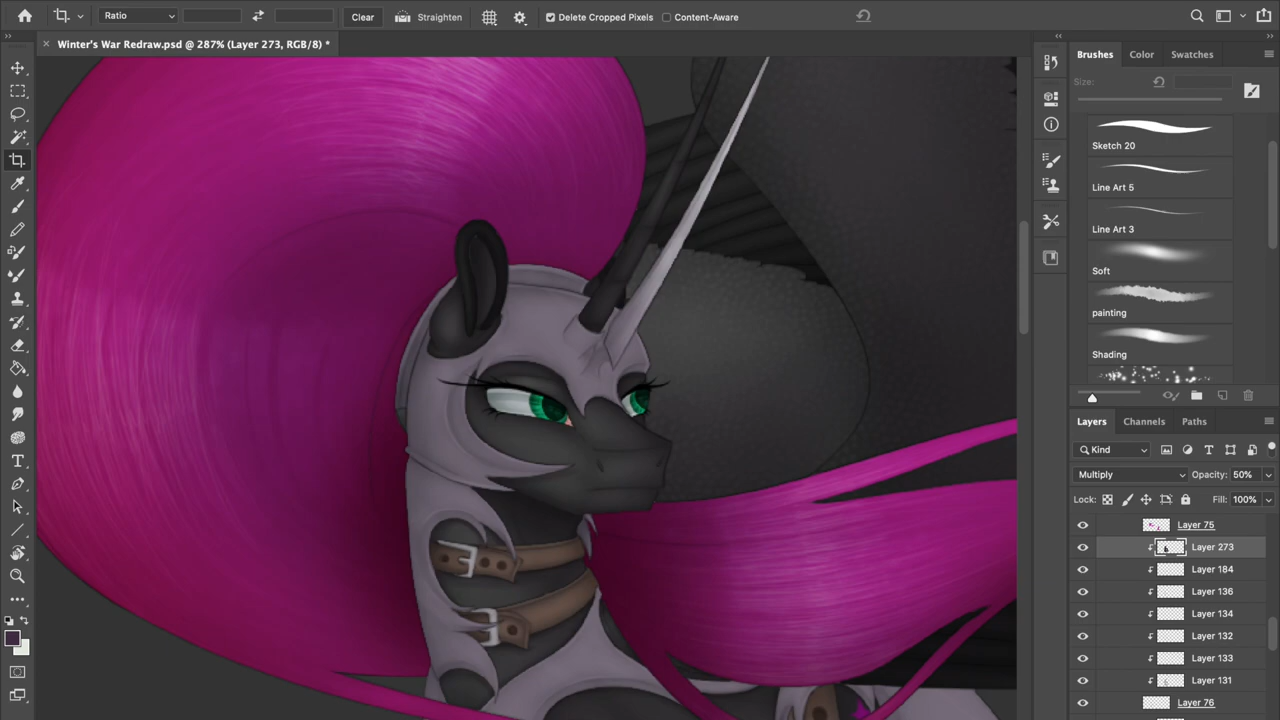 Ratio
Clear
Straighten
Delete Cropped Pixels
Content-Aware
Winter's War Redraw.psd @ 287% (Layer 273, RGB/8) *
Brushes
Color
Swatches
Size:
Sketch 20
Line Art 5
Line Art 3
Soft
painting
Shading
Layers
Channels
Paths
Kind
Multiply
Opacity: 50%
Lock:
Fill: 100%
Layer 75
Layer 273
Layer 184
Layer 136
Layer 134
Layer 132
Layer 133
Layer 131
Layer 76